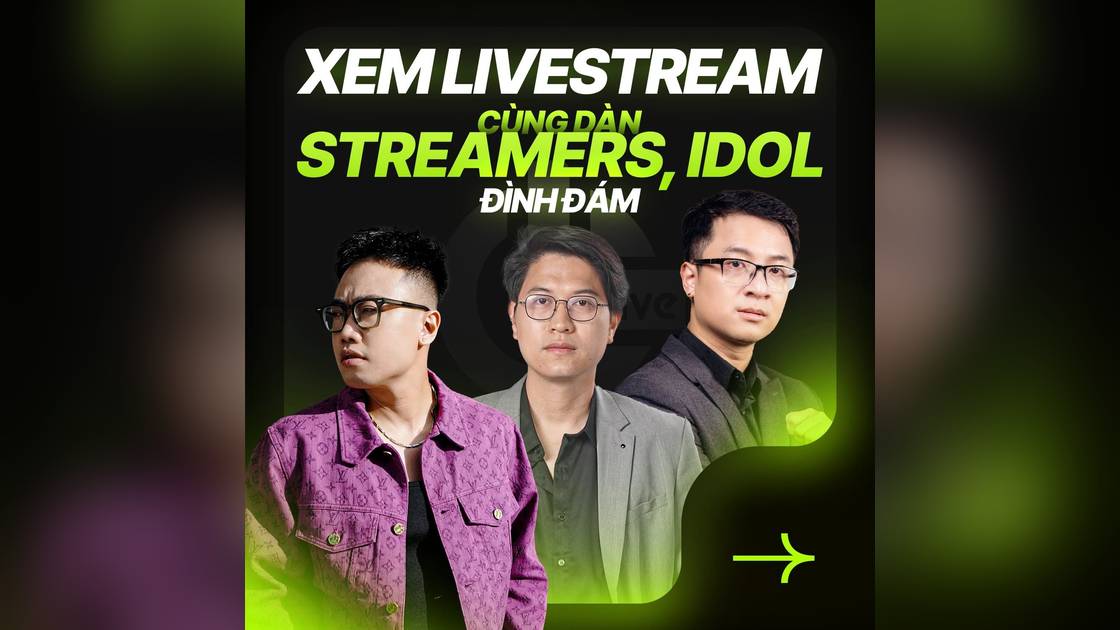 XEM LIVESTREAM
CÙNG DÀN
STREAMERS, IDOL
ĐÌNH ĐÁM